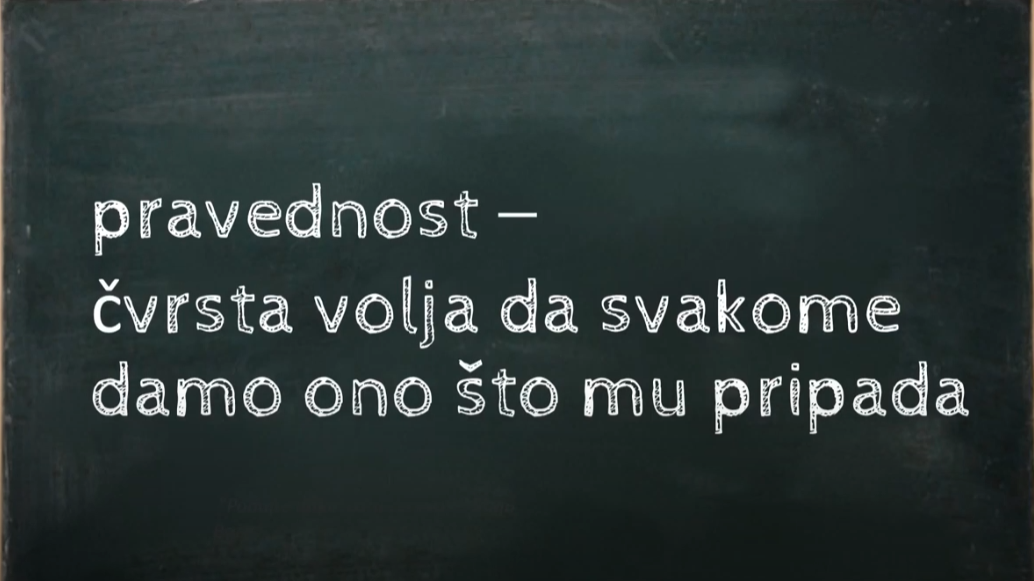 pravednost –
čvrsta volja da svakome
damo ono što mu pripada